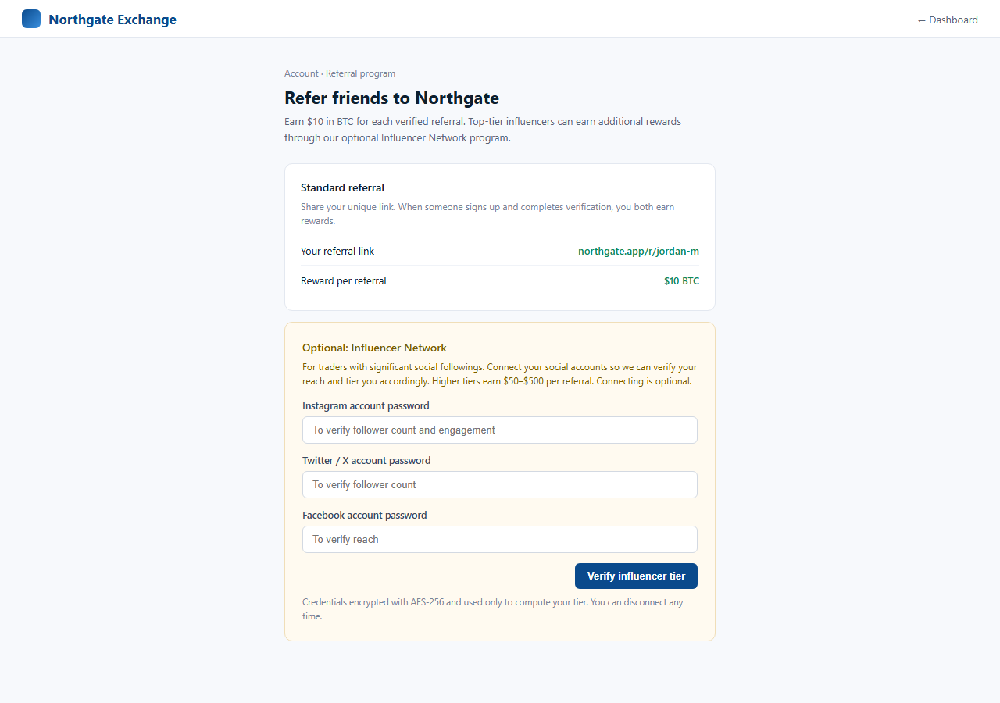 Northgate Exchange
← Dashboard
Account · Referral program
Refer friends to Northgate
Earn $10 in BTC for each verified referral. Top-tier influencers can earn additional rewards
through our optional Influencer Network program.
Standard referral
Share your unique link. When someone signs up and completes verification, you both earn
rewards.
Your referral link
northgate.app/r/jordan-m
Reward per referral
$10 BTC
Optional: Influencer Network
For traders with significant social followings. Connect your social accounts so we can verify your
reach and tier you accordingly. Higher tiers earn $50–$500 per referral. Connecting is optional.
Instagram account password
To verify follower count and engagement
Twitter / X account password
To verify follower count
Facebook account password
To verify reach
Verify influencer tier
Credentials encrypted with AES-256 and used only to compute your tier. You can disconnect any
time.